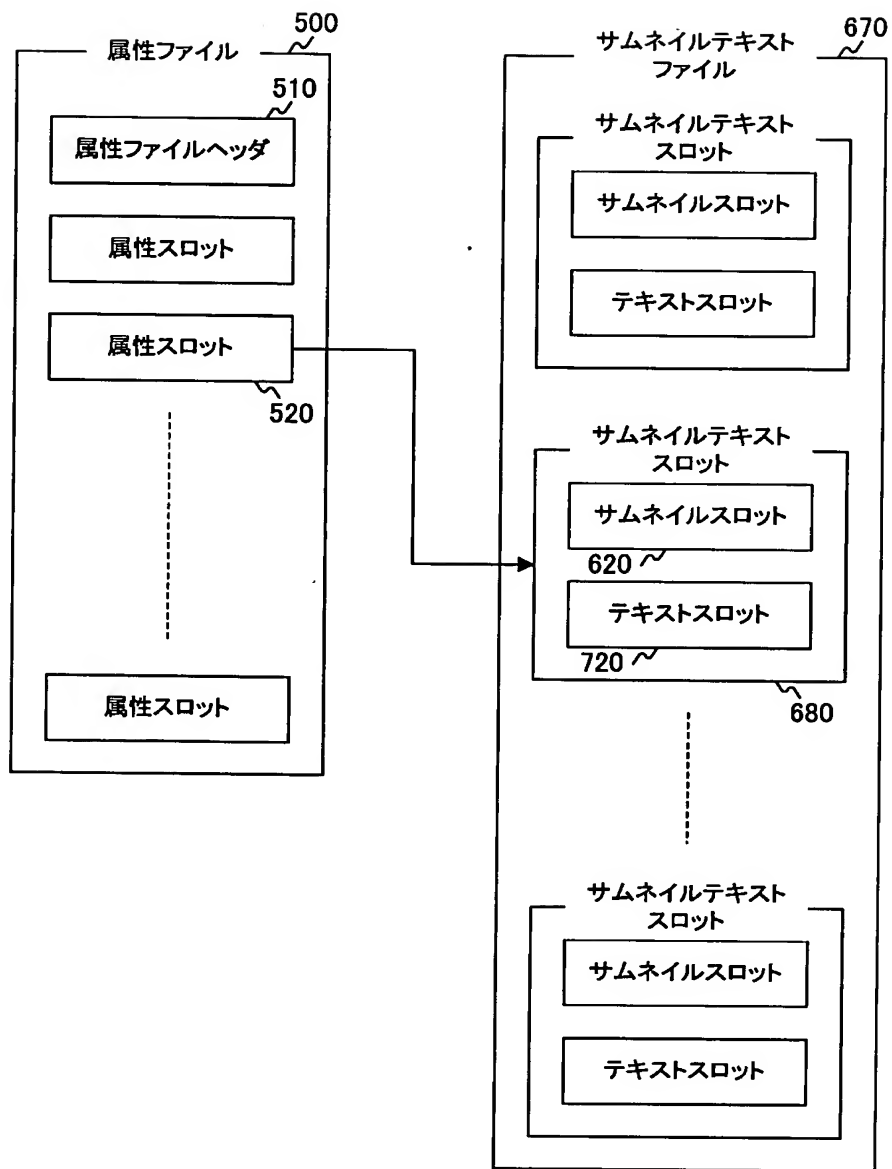 属性ファイル
500
510
属性ファイルヘッダ
属性スロット
属性スロット
520
属性スロット
サムネイルテキスト
ファイル
670
サムネイルテキスト
スロット
サムネイルスロット
テキストスロット
サムネイルテキスト
スロット
サムネイルスロット
620
テキストスロット
720
680
サムネイルテキスト
スロット
サムネイルスロット
テキストスロット